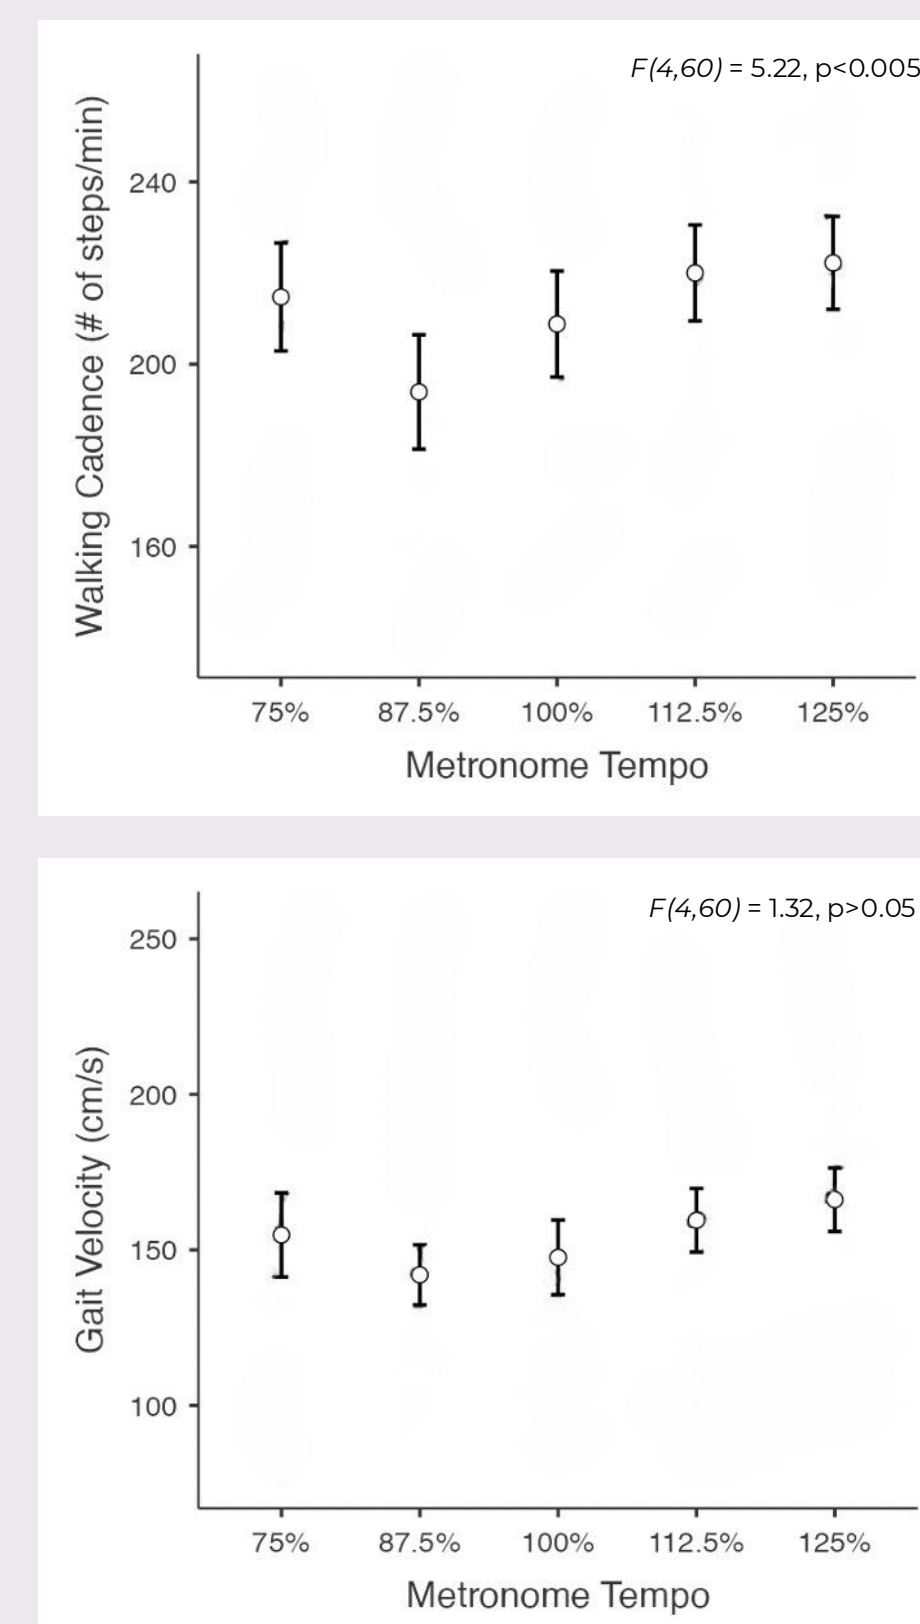 F(4,60) = 5.22, p<0.005
Walking Cadence (# of steps/min)
240
200
160
75% 87.5% 100% 112.5% 125%
Metronome Tempo
F(4,60) = 1.32, p>0.05
Gait Velocity (cm/s)
250
200
150
100
75% 87.5% 100% 112.5% 125%
Metronome Tempo